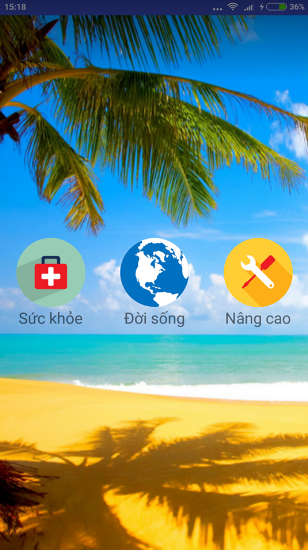 15:18
36%
Sức khỏe
Đời sống
Nâng cao